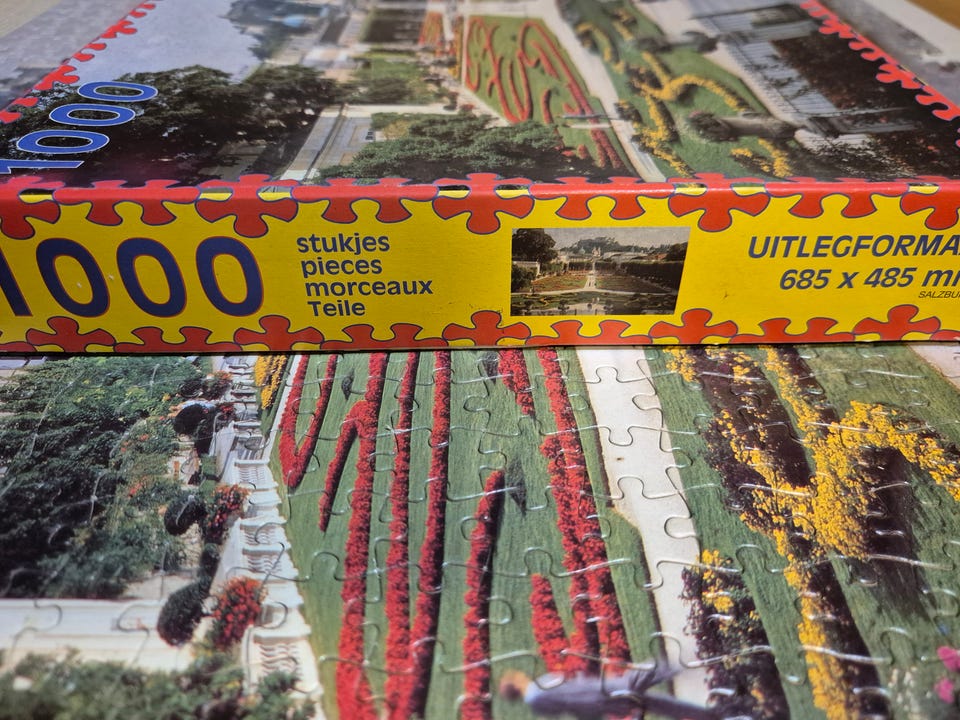 1000
1000
stukjes
pieces
morceaux
Teile
UITLEGFORMA
685 x 485 m
SALZBU